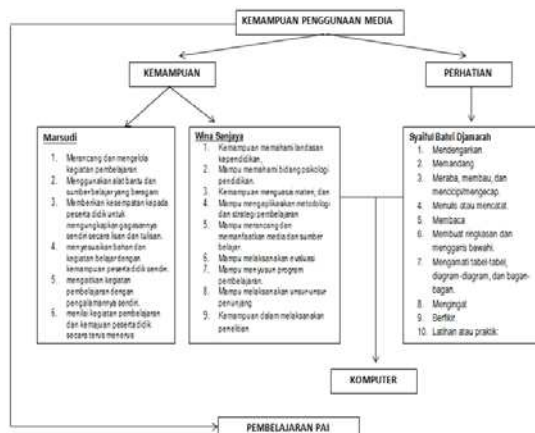 KEMAMPUAN PENGGUNAAN MEDIA
KEMAMPUAN
PERHATIAN
Marsudi
1. Merancang dan mengelola
kegiatan pembelajaran
2. Menggunakan alat bantu dan
sumber belajar yang beragam
3. Memberikan kesempatan kepada
peserta didik untuk
mengungkapkan gagasannya
sendiri secara lisan dan tulisan.
4. menyesuaikan bahan dan
kegiatan belajar dengan
kemampuan peserta didik sendiri.
5. mengaitkan kegiatan
pembelajaran dengan
pengalamannya sendiri.
6. menilai kegiatan pembelajaran
dan kemajuan peserta didik
secara terus menerus
Wina Senjaya
1. Kemampuan memahami landasan
kependidikan,
2. Mampu memahami bidang psikologi
pendidikan.
3. Kemampuan menguasai materi, dan
4. Mampu mengaplikasikan metodologi
dan strategi pembelajaran
5. Mampu merancang dan
memanfaatkan media dan sumber
belajar.
6. Mampu melaksanakan evaluasi
7. Mampu menyusun program
pembelajaran.
8. Mampu melaksanakan unsur-unsur
penunjang
9. Kemampuan dalam melaksanakan
penelitian
Syaiful Bahri Djamarah
1. Mendengarkan
2. Memandang
3. Meraba, membau, dan
mencicipi/mengecap.
4. Menulis atau mencatat.
5. Membaca
6. Membuat ringkasan dan
menggaris bawahi.
7. Mengamati tabel-tabel,
diagram-diagram, dan bagan-
bagan.
8. Mengingat
9. Berfikir.
10. Latihan atau praktik
KOMPUTER
PEMBELAJARAN PAI